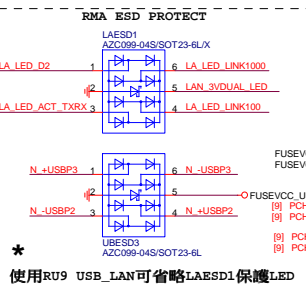 RMA ESD PROTECT
LAESD1
AZC099-04S/SOT23-6L/X
LA_LED_D2 1 6 LA_LED_LINK1000
2 5 LAN_3VDUAL_LED
LA_LED_ACT_TXRX 3 4 LA_LED_LINK100
N_+USBP3 1 6 N_-USBP3
2 5 FUSEVCC_U
N_-USBP2 3 4 N_+USBP2
UBESD3
AZC099-04S/SOT23-6L
FUSEV
FUSEV
[9] PCH
[9] PCH
[9] PCH
[9] PCH
*
使用RU9 USB_LAN可省略LAESD1保護LED